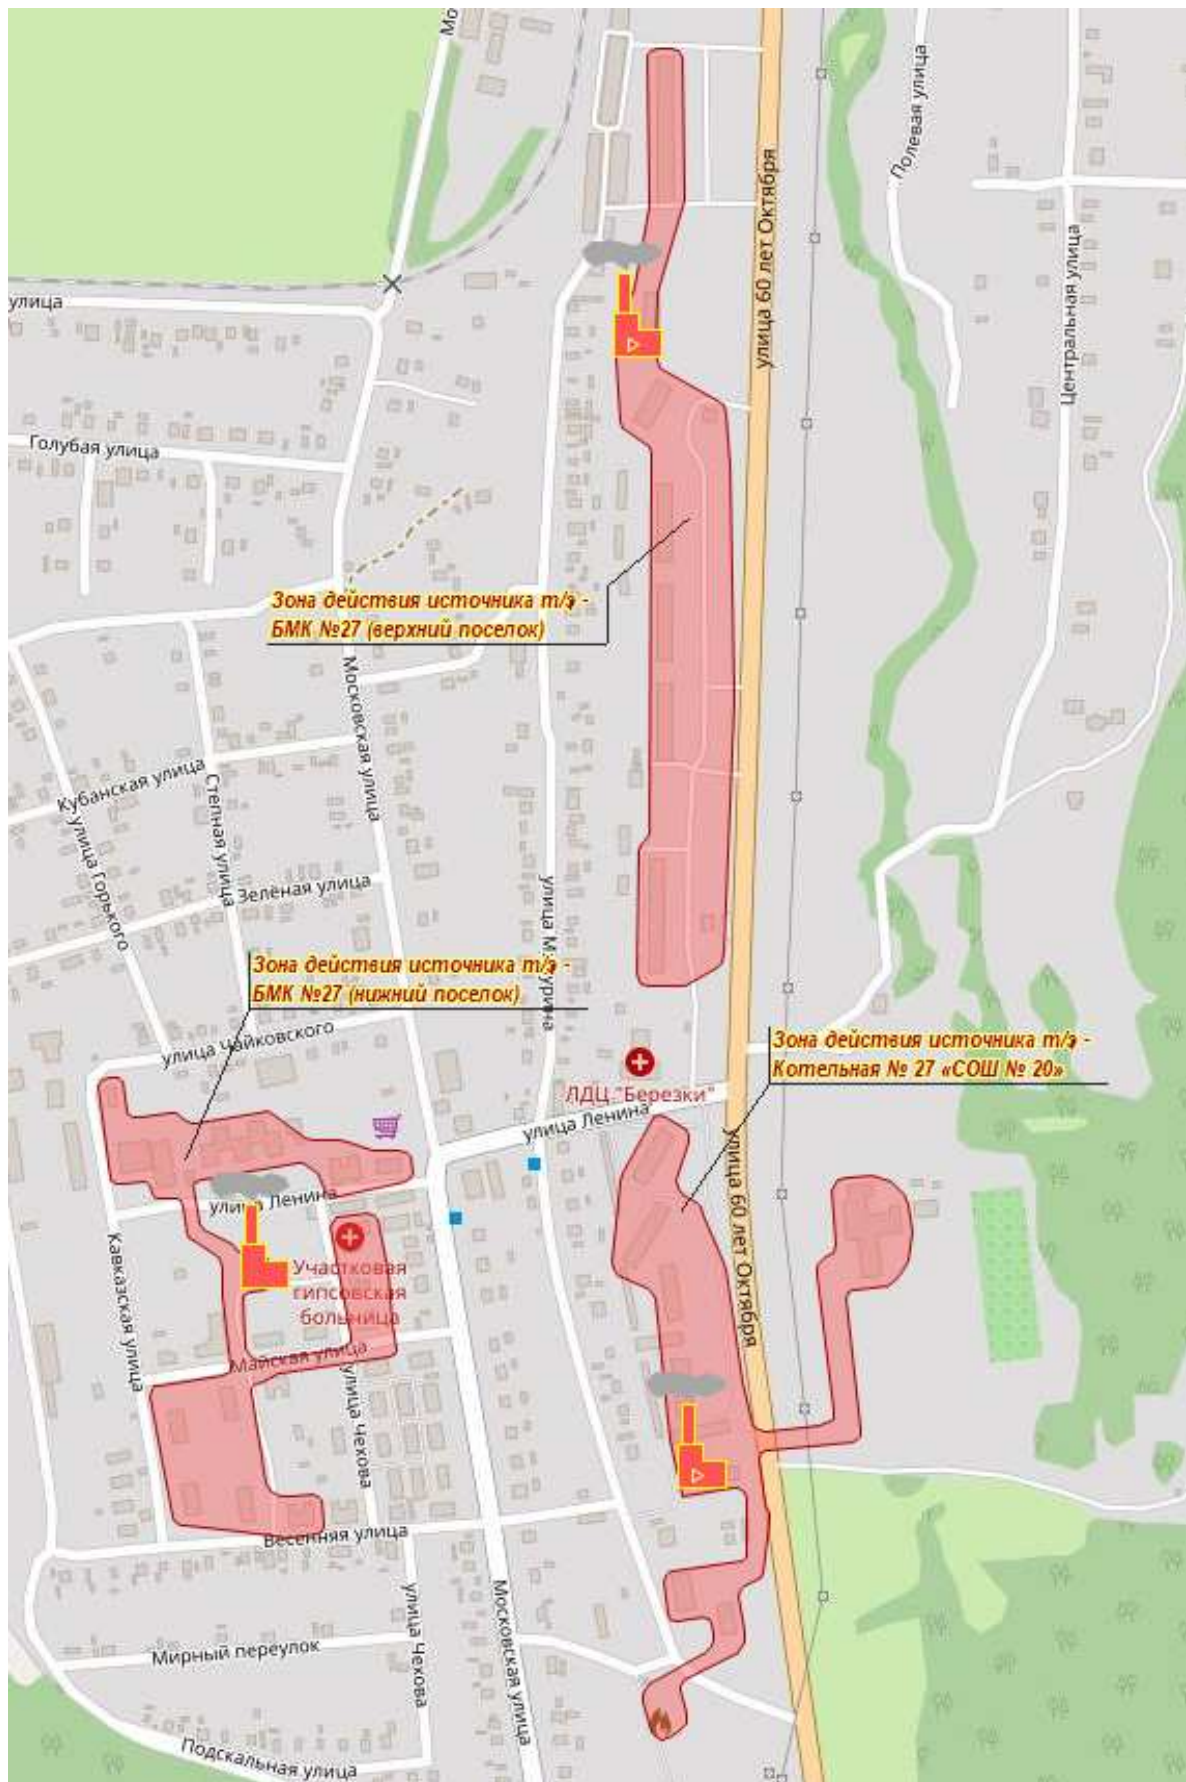 Мо
Полевая улица
улица 60 лет Октября
Центральная улица
улица
Голубая улица
Зона действия источника т/э -
БМК №27 (верхний поселок)
Московская улица
Кубанская улица
Степная улица
улица Горького
Зелёная улица
улица Мичурина
Зона действия источника т/э -
БМК №27 (нижний поселок)
улица Чайковского
Зона действия источника т/э -
Котельная № 27 «СОШ № 20»
ЛДЦ "Березки"
улица Ленина
улица 60 лет Октября
улица Ленина
Кавказская улица
Участковая
гипсовская
больница
Майская улица
улица Чехова
Весенняя улица
Московская улица
улица Чехова
Мирный переулок
Подскальная улица